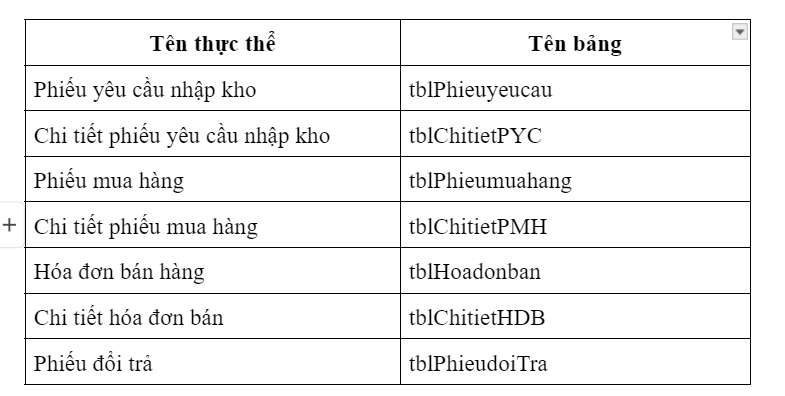 Tên thực thể Tên bảng
Phiếu yêu cầu nhập kho tblPhieuyeucau
Chi tiết phiếu yêu cầu nhập kho tblChitietPYC
Phiếu mua hàng tblPhieumuahang
Chi tiết phiếu mua hàng tblChitietPMH
Hóa đơn bán hàng tblHoadonban
Chi tiết hóa đơn bán tblChitietHDB
Phiếu đổi trả tblPhieudoiTra